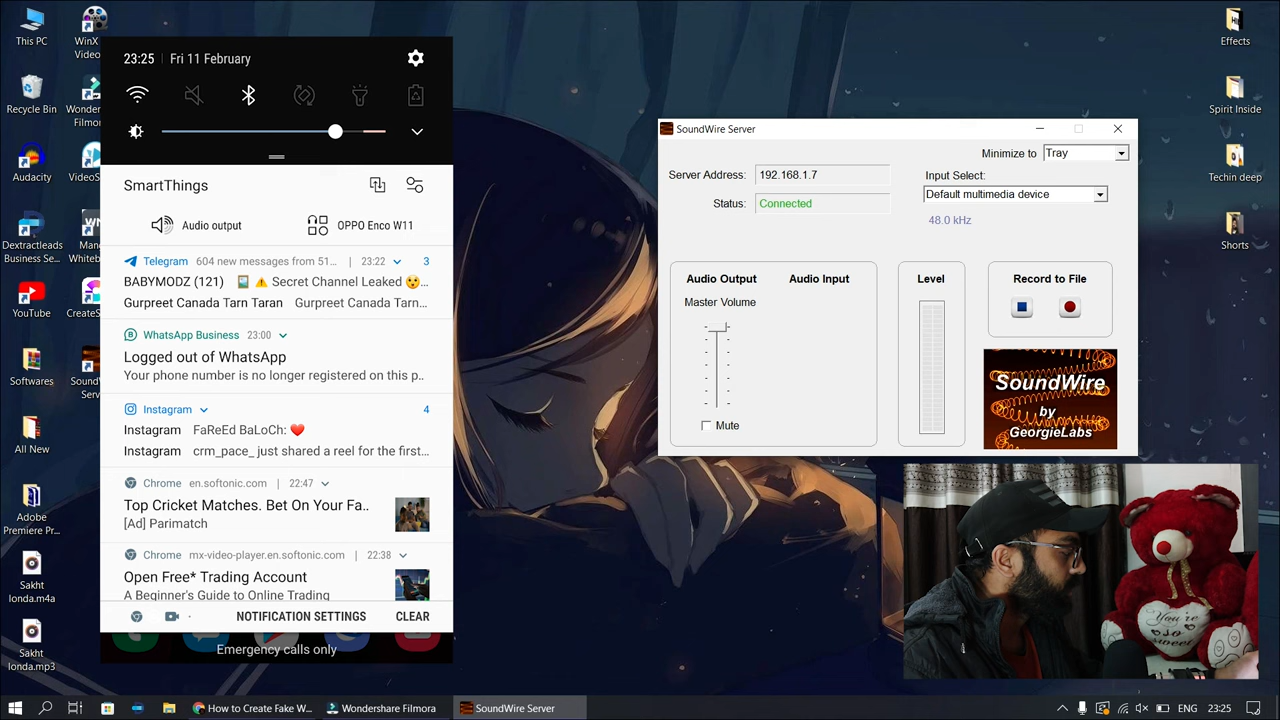 This PC
WinX
Video
Recycle Bin
Wonder
Filmor
Audacity
VideoS
Dextractleads
Business Se...
Man
Whiteb
YouTube
CreateS
Softwares
Sound
Serv
All New
Adobe
Premiere Pr...
Sakht
londa.m4a
Sakht
londa.mp3
23:25 | Fri 11 February
SmartThings
Audio output
OPPO Enco W11
Telegram 604 new messages from 51... | 23:22 3
BABYMODZ (121) 🖼 ⚠ Secret Channel Leaked 😲...
Gurpreet Canada Tarn Taran Gurpreet Canada Tarn...
WhatsApp Business 23:00
Logged out of WhatsApp
Your phone number is no longer registered on this p..
Instagram 4
Instagram FaReEd BaLoCh: ❤️
Instagram crm_pace_ just shared a reel for the first...
Chrome en.softonic.com | 22:47
Top Cricket Matches. Bet On Your Fa..
[Ad] Parimatch
Chrome mx-video-player.en.softonic.com | 22:38
Open Free* Trading Account
A Beginner's Guide to Online Trading
NOTIFICATION SETTINGS CLEAR
Emergency calls only
SoundWire Server
Minimize to Tray
Server Address: 192.168.1.7
Input Select:
Default multimedia device
Status: Connected
48.0 kHz
Audio Output Audio Input
Master Volume
Mute
Level
Record to File
SoundWire
by
GeorgieLabs
Effects
Spirit Inside
Techin deep
Shorts
You're
so sweet
How to Create Fake W...
Wondershare Filmora
SoundWire Server
ENG 23:25